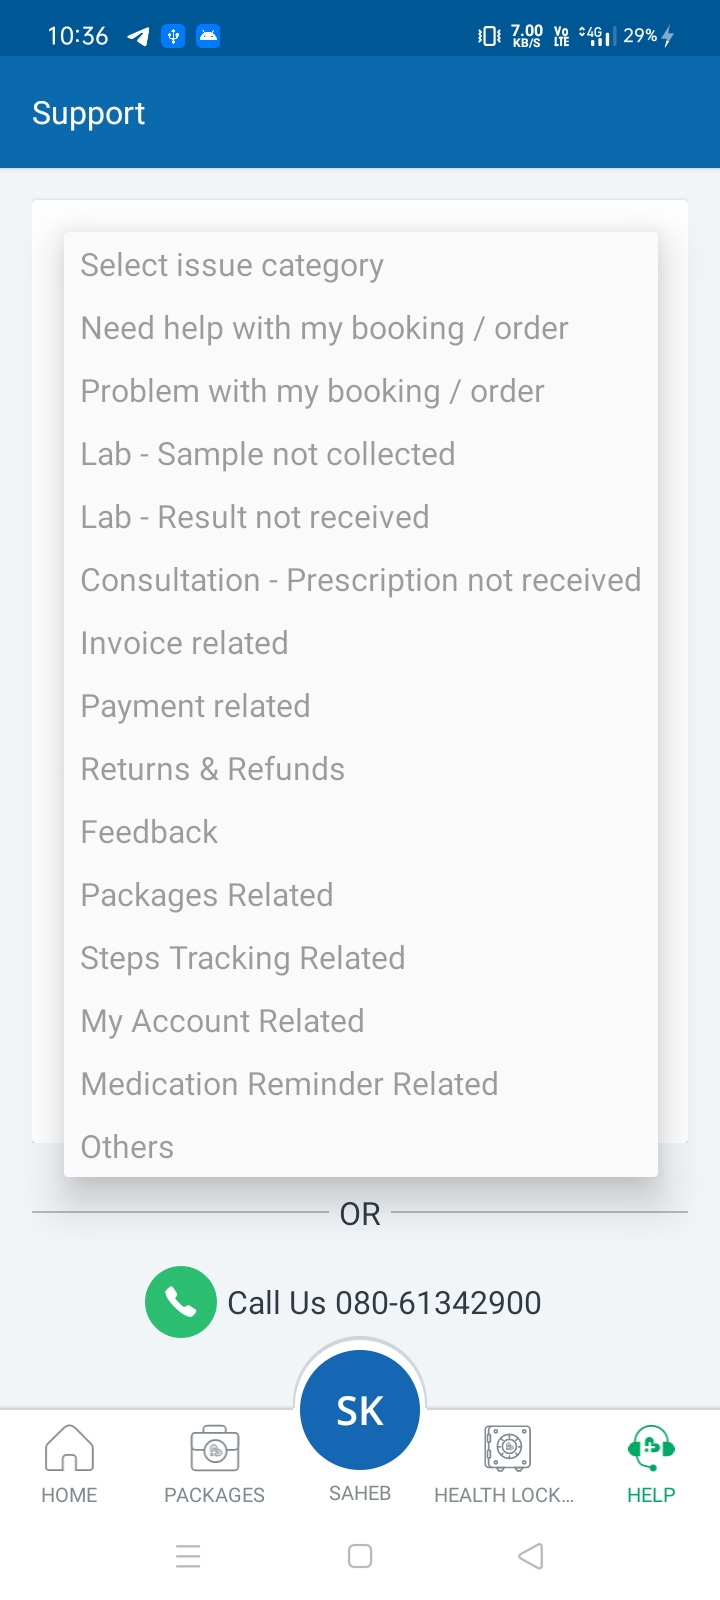 10:36
7.00 KB/S
Vo LTE
4G
29%
Support
Select issue category
Need help with my booking / order
Problem with my booking / order
Lab - Sample not collected
Lab - Result not received
Consultation - Prescription not received
Invoice related
Payment related
Returns & Refunds
Feedback
Packages Related
Steps Tracking Related
My Account Related
Medication Reminder Related
Others
OR
Call Us 080-61342900
SK
HOME
PACKAGES
SAHEB
HEALTH LOCK...
HELP